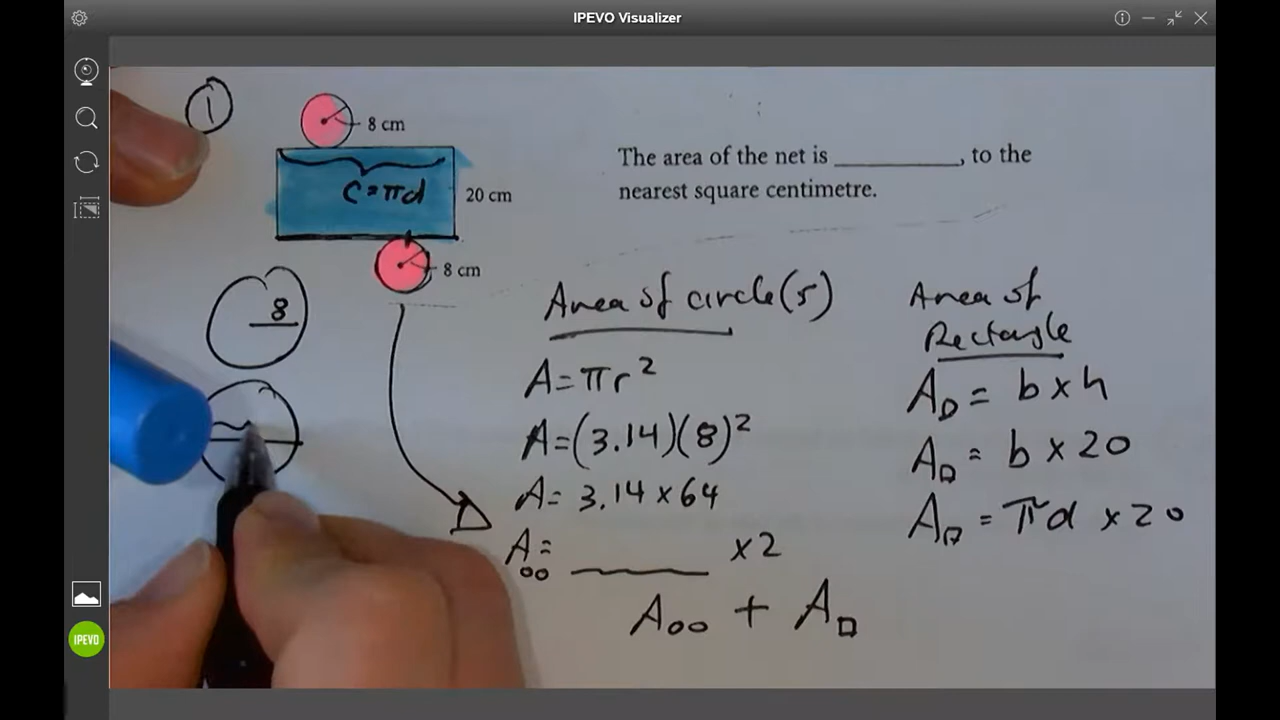 IPEVO Visualizer
1
8 cm
C = πd
20 cm
8 cm
The area of the net is __________, to the
nearest square centimetre.
8
Area of circle(s)
A = πr²
A = (3.14)(8)²
A = 3.14 × 64
A○○ = ______ × 2
A○○ + A□
Area of
Rectangle
A□ = b × h
A□ = b × 20
A□ = πd × 20
IPEVO